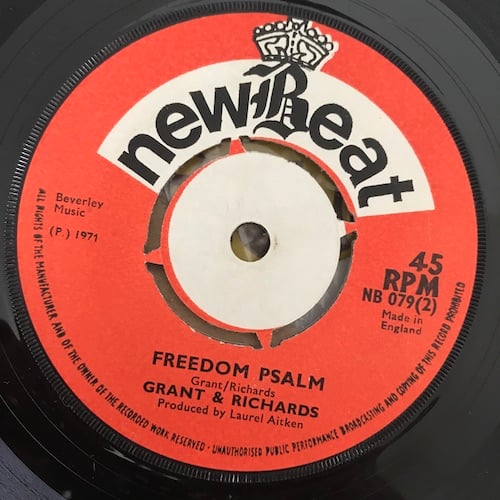 new Beat
Beverley
Music
(P.) 1971
45
RPM
NB 079(2)
Made in
England
FREEDOM PSALM
Grant/Richards
GRANT & RICHARDS
Produced by Laurel Aitken
ALL RIGHTS OF THE MANUFACTURER AND OF THE OWNER OF THE RECORDED WORK RESERVED - UNAUTHORISED PUBLIC PERFORMANCE BROADCASTING AND COPYING OF THIS RECORD PROHIBITED